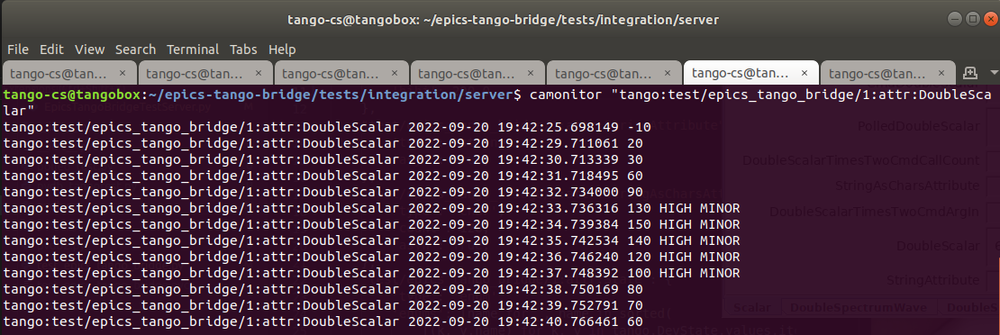 tango-cs@tangobox: ~/epics-tango-bridge/tests/integration/server
File Edit View Search Terminal Tabs Help
tango-cs@tan... × tango-cs@tan... × tango-cs@tan... × tango-cs@tan... × tango-cs@tan... × tango-cs@tan... × tango-cs@tan... ×
tango-cs@tangobox:~/epics-tango-bridge/tests/integration/server$ camonitor "tango:test/epics_tango_bridge/1:attr:DoubleSca
lar"
tango:test/epics_tango_bridge/1:attr:DoubleScalar 2022-09-20 19:42:25.698149 -10
tango:test/epics_tango_bridge/1:attr:DoubleScalar 2022-09-20 19:42:29.711061 20
tango:test/epics_tango_bridge/1:attr:DoubleScalar 2022-09-20 19:42:30.713339 30
tango:test/epics_tango_bridge/1:attr:DoubleScalar 2022-09-20 19:42:31.718495 60
tango:test/epics_tango_bridge/1:attr:DoubleScalar 2022-09-20 19:42:32.734000 90
tango:test/epics_tango_bridge/1:attr:DoubleScalar 2022-09-20 19:42:33.736316 130 HIGH MINOR
tango:test/epics_tango_bridge/1:attr:DoubleScalar 2022-09-20 19:42:34.739384 150 HIGH MINOR
tango:test/epics_tango_bridge/1:attr:DoubleScalar 2022-09-20 19:42:35.742534 140 HIGH MINOR
tango:test/epics_tango_bridge/1:attr:DoubleScalar 2022-09-20 19:42:36.746240 120 HIGH MINOR
tango:test/epics_tango_bridge/1:attr:DoubleScalar 2022-09-20 19:42:37.748392 100 HIGH MINOR
tango:test/epics_tango_bridge/1:attr:DoubleScalar 2022-09-20 19:42:38.750169 80
tango:test/epics_tango_bridge/1:attr:DoubleScalar 2022-09-20 19:42:39.752791 70
tango:test/epics_tango_bridge/1:attr:DoubleScalar 2022-09-20 19:42:40.766461 60
PolledDoubleScalar
DoubleScalarTimesTwoCmdCallCount
StringAsCharsAttribute
DoubleScalarTimesTwoCmdArgIn
DoubleScalar
StringAttribute
Scalar DoubleSpectrumWave DoubleS